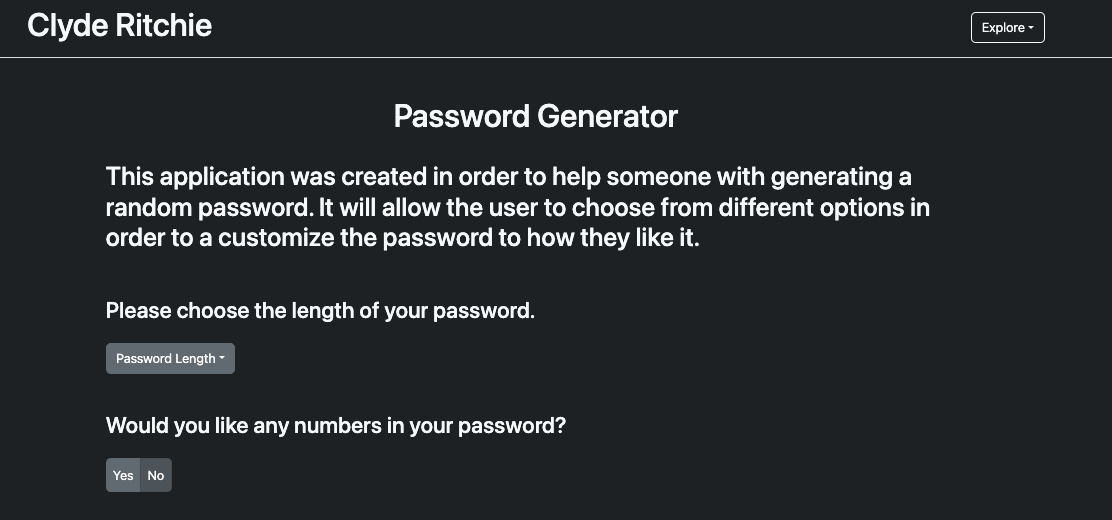 Clyde Ritchie
Explore
Password Generator
This application was created in order to help someone with generating a
random password. It will allow the user to choose from different options in
order to a customize the password to how they like it.
Please choose the length of your password.
Password Length
Would you like any numbers in your password?
Yes No